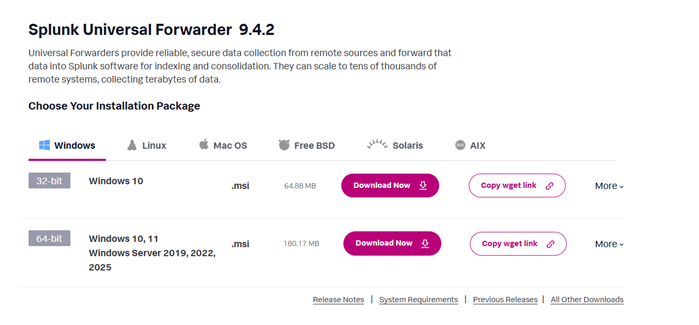 Splunk Universal Forwarder 9.4.2
Universal Forwarders provide reliable, secure data collection from remote sources and forward that
data into Splunk software for indexing and consolidation. They can scale to tens of thousands of
remote systems, collecting terabytes of data.
Choose Your Installation Package
Windows Linux Mac OS Free BSD Solaris AIX AIX
32-bit Windows 10 .msi 64.88 MB Download Now Copy wget link More
64-bit Windows 10, 11 .msi 180.17 MB Download Now Copy wget link More
Windows Server 2019, 2022,
2025
Release Notes | System Requirements | Previous Releases | All Other Downloads